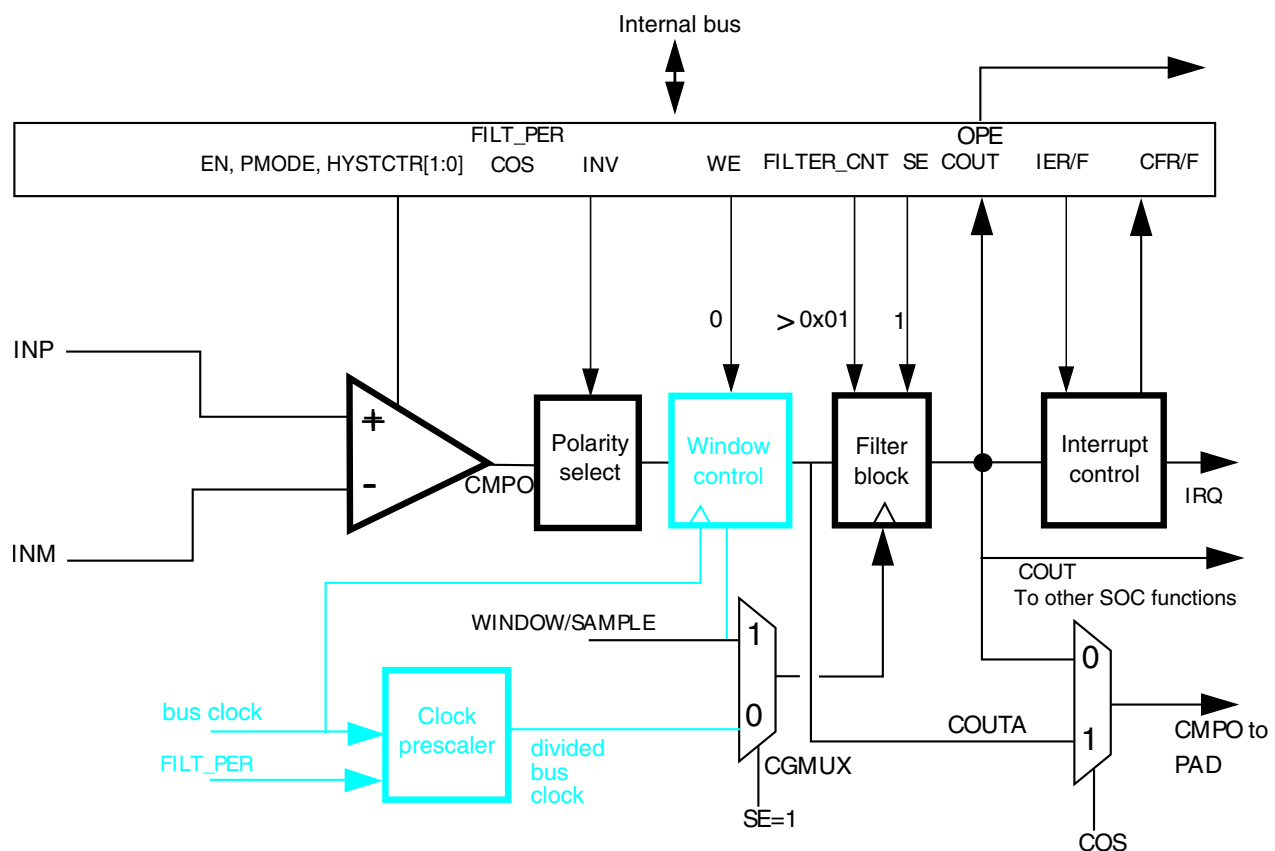 Internal bus
FILT_PER
OPE
EN, PMODE, HYSTCTR[1:0]
COS
INV
WE
FILTER_CNT
SE
COUT
IER/F
CFR/F
0
> 0x01
1
INP
+
-
INM
CMPO
Polarity
select
Window
control
Filter
block
Interrupt
control
IRQ
COUT
To other SOC functions
WINDOW/SAMPLE
1
0
CGMUX
SE=1
bus clock
FILT_PER
Clock
prescaler
divided
bus
clock
COUTA
0
1
COS
CMPO to
PAD